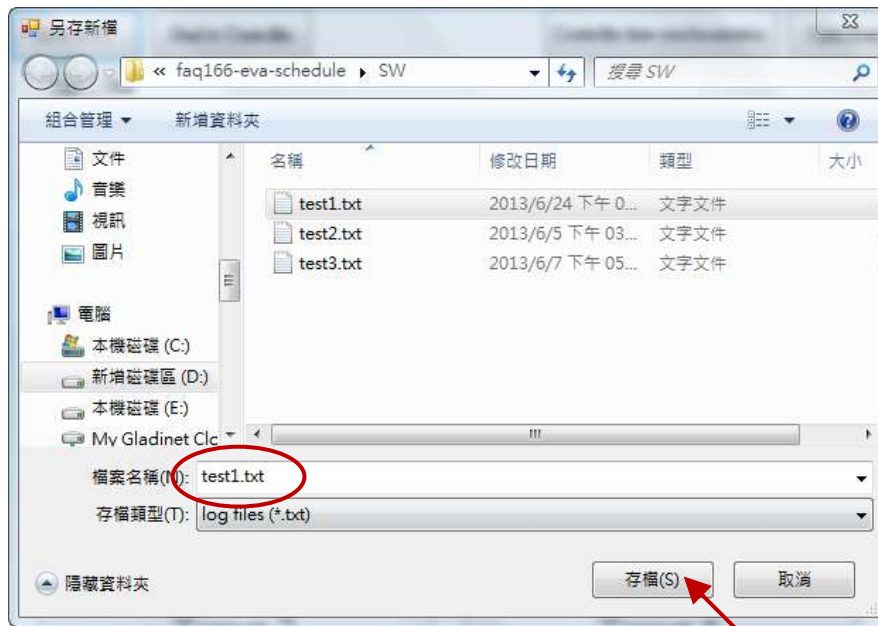 另存新檔
« faq166-eva-schedule ▸ SW
搜尋 SW
組合管理 ▼ 新增資料夾
文件
音樂
視訊
圖片
電腦
本機磁碟 (C:)
新增磁碟區 (D:)
本機磁碟 (E:)
My Gladinet Clc
名稱 修改日期 類型 大小
test1.txt 2013/6/24 下午 0... 文字文件
test2.txt 2013/6/5 下午 03... 文字文件
test3.txt 2013/6/7 下午 05... 文字文件
檔案名稱(N): test1.txt
存檔類型(T): log files (*.txt)
隱藏資料夾
存檔(S)
取消